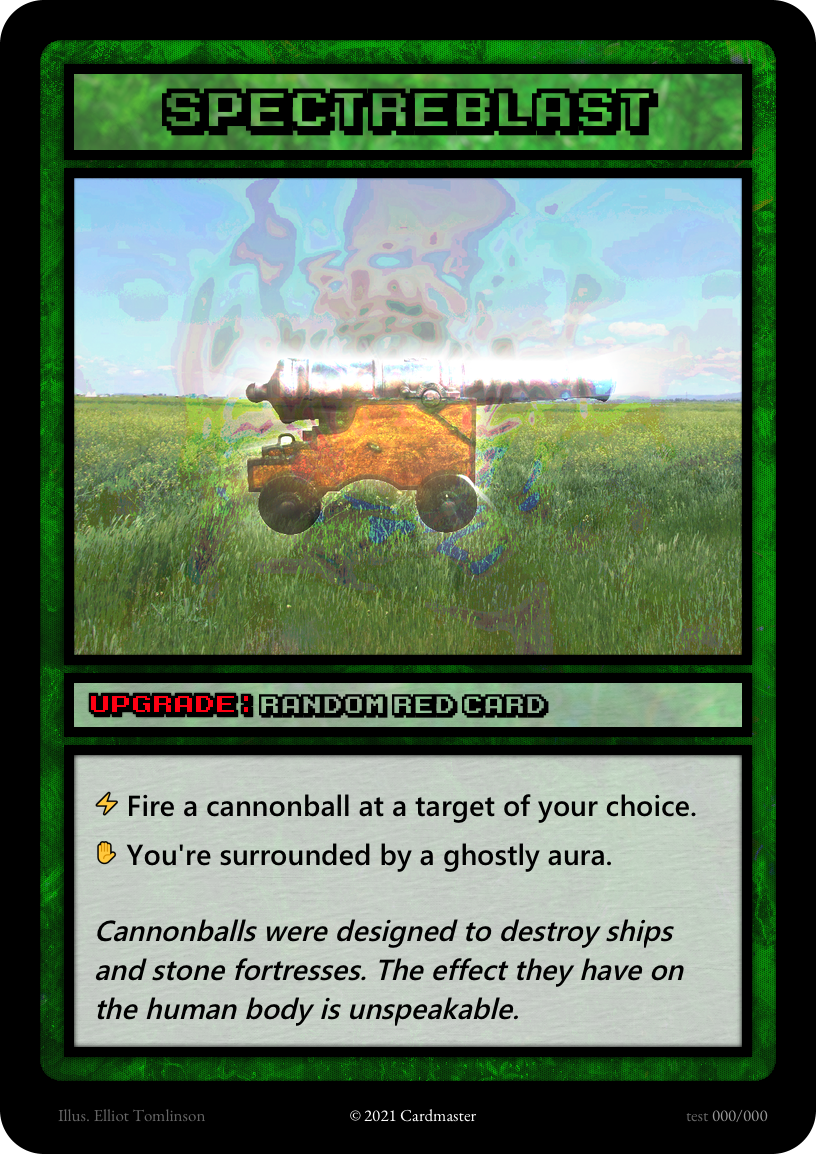 SPECTREBLAST
UPGRADE: RANDOM RED CARD
⚡ Fire a cannonball at a target of your choice.
✋ You're surrounded by a ghostly aura.
Cannonballs were designed to destroy ships
and stone fortresses. The effect they have on
the human body is unspeakable.
Illus. Elliot Tomlinson © 2021 Cardmaster test 000/000